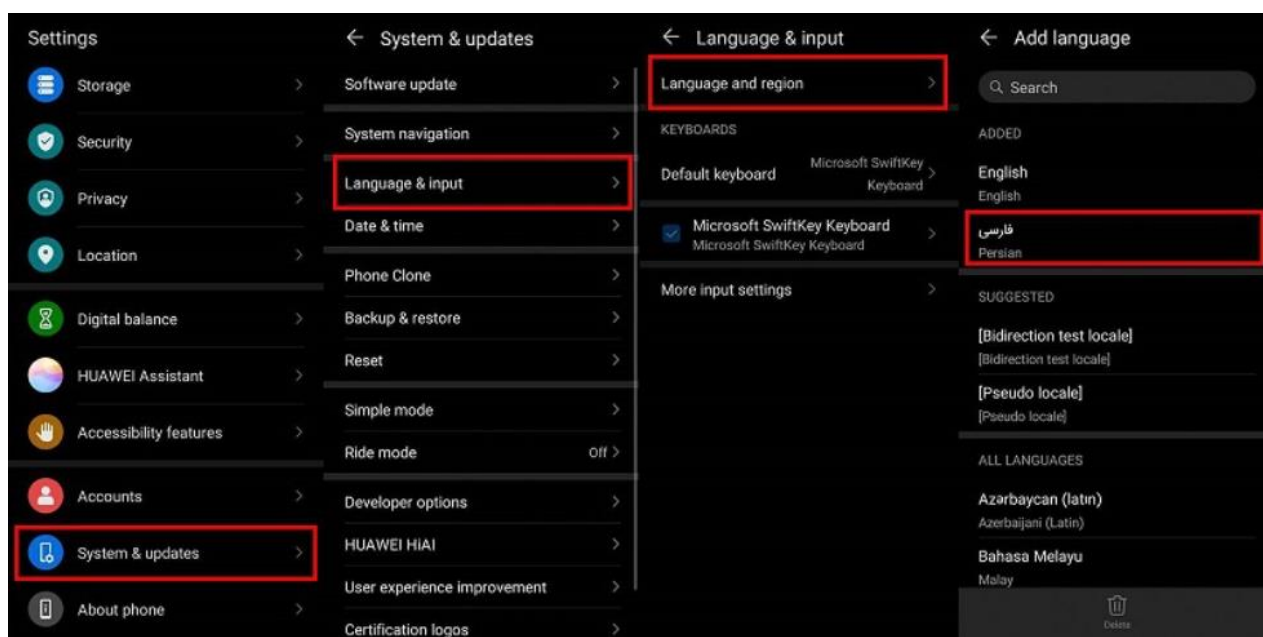 Settings
Storage
Security
Privacy
Location
Digital balance
HUAWEI Assistant
Accessibility features
Accounts
System & updates
About phone
System & updates
Software update
System navigation
Language & input
Date & time
Phone Clone
Backup & restore
Reset
Simple mode
Ride mode
Off
Developer options
HUAWEI HiAI
User experience improvement
Certification logos
Language & input
Language and region
KEYBOARDS
Default keyboard
Microsoft SwiftKey
Keyboard
Microsoft SwiftKey Keyboard
Microsoft SwiftKey Keyboard
More input settings
Add language
Search
ADDED
English
English
فارسی
Persian
SUGGESTED
[Bidirection test locale]
[Bidirection test locale]
[Pseudo locale]
[Pseudo locale]
ALL LANGUAGES
Azərbaycan (latın)
Azerbaijani (Latin)
Bahasa Melayu
Malay
Delete